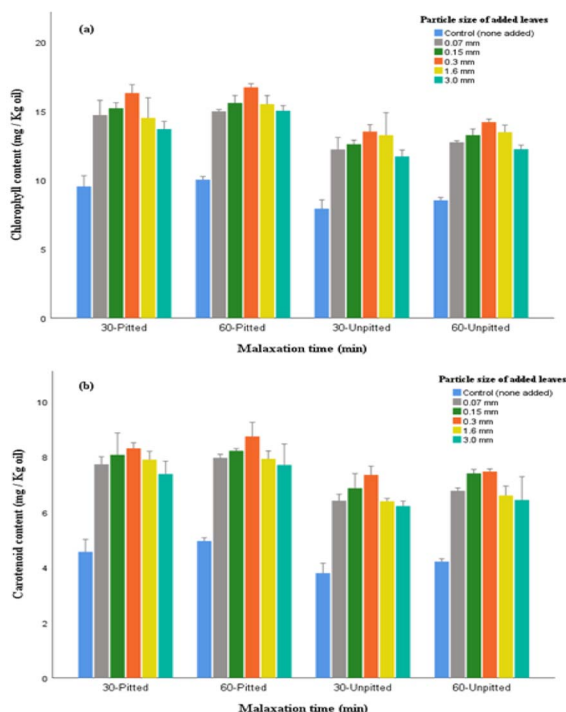 (a)
Particle size of added leaves
Control (none added)
0.07 mm
0.15 mm
0.3 mm
1.6 mm
3.0 mm
Chlorophyll content (mg / Kg oil)
20
15
10
5
0
30-Pitted 60-Pitted 30-Unpitted 60-Unpitted
Malaxation time (min)
(b)
Particle size of added leaves
Control (none added)
0.07 mm
0.15 mm
0.3 mm
1.6 mm
3.0 mm
Carotenoid content (mg / Kg oil)
10
8
6
4
2
0
30-Pitted 60-Pitted 30-Unpitted 60-Unpitted
Malaxation time (min)